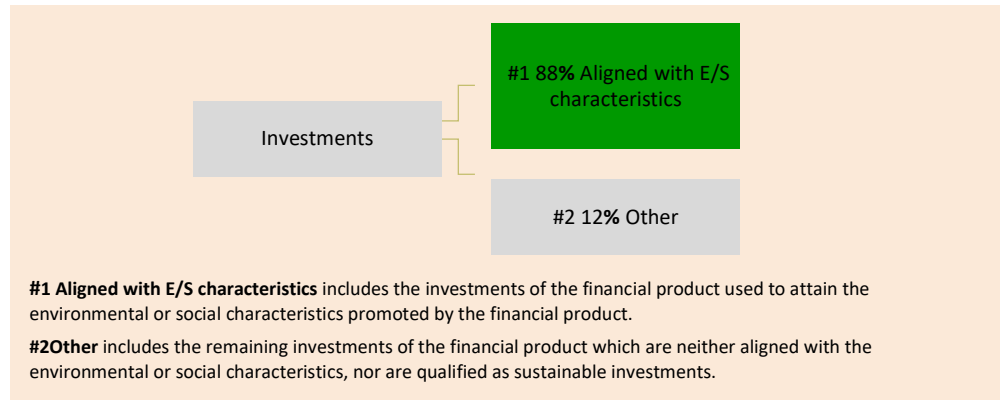 #1 88% Aligned with E/S
characteristics
Investments
#2 12% Other
#1 Aligned with E/S characteristics includes the investments of the financial product used to attain the
environmental or social characteristics promoted by the financial product.
#2Other includes the remaining investments of the financial product which are neither aligned with the
environmental or social characteristics, nor are qualified as sustainable investments.